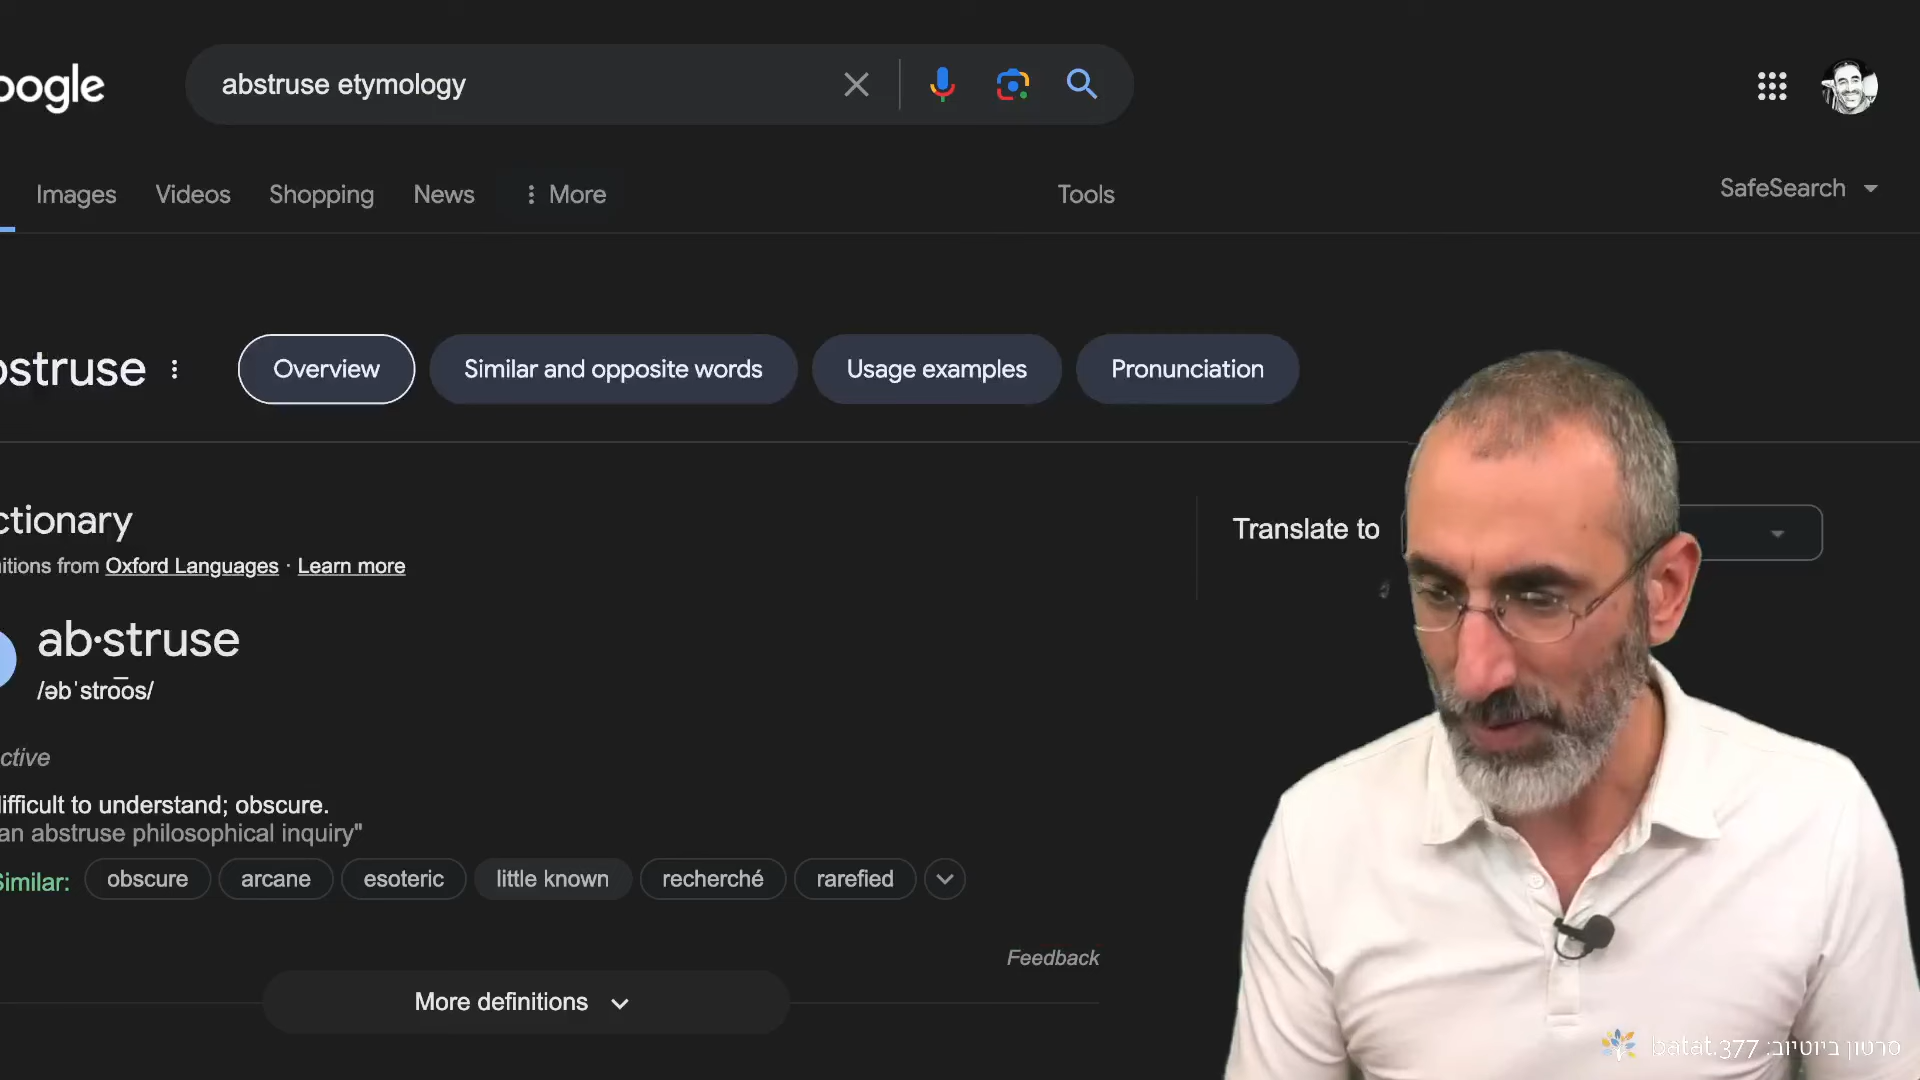 oogle
abstruse etymology
Images Videos Shopping News More Tools SafeSearch
bstruse Overview Similar and opposite words Usage examples Pronunciation
ctionary
itions from Oxford Languages · Learn more
Translate to
ab·struse
/əbˈstro͞os/
ctive
ifficult to understand; obscure.
an abstruse philosophical inquiry"
Similar: obscure arcane esoteric little known recherché rarefied
Feedback
More definitions
סרטון ביוטיוב: batat.377